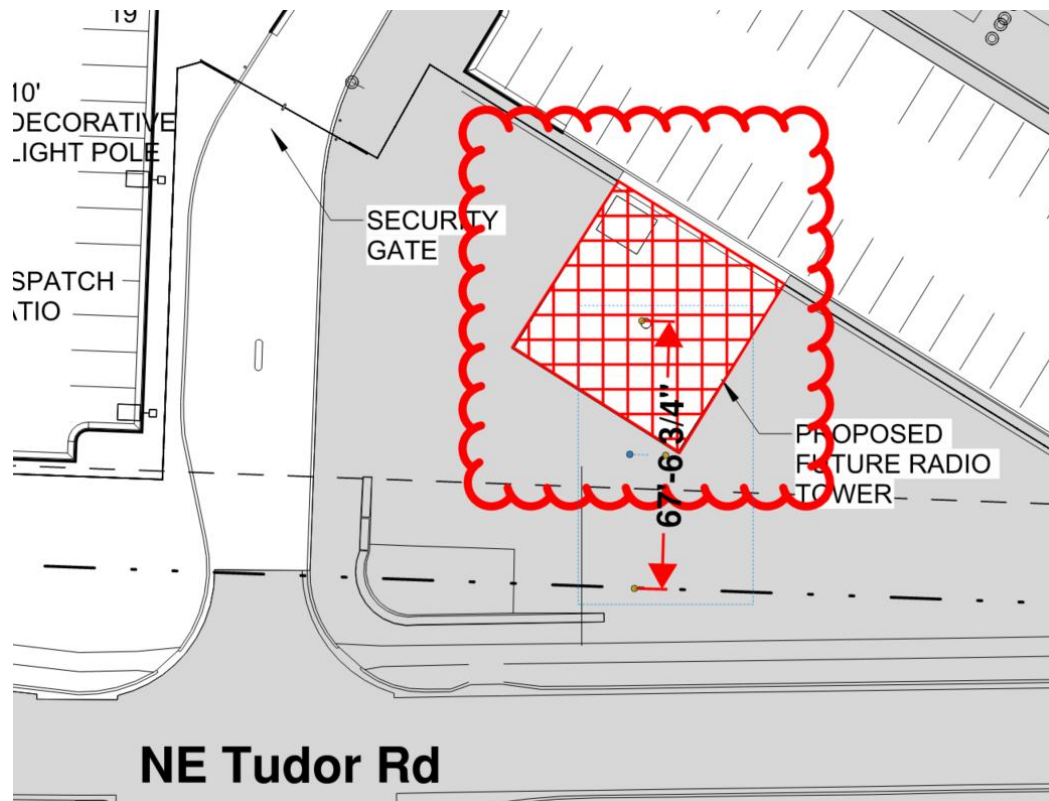 19
10'
DECORATIVE
LIGHT POLE
SECURITY
GATE
SPATCH
ATIO
67'-6 3/4"
PROPOSED
FUTURE RADIO
TOWER
NE Tudor Rd